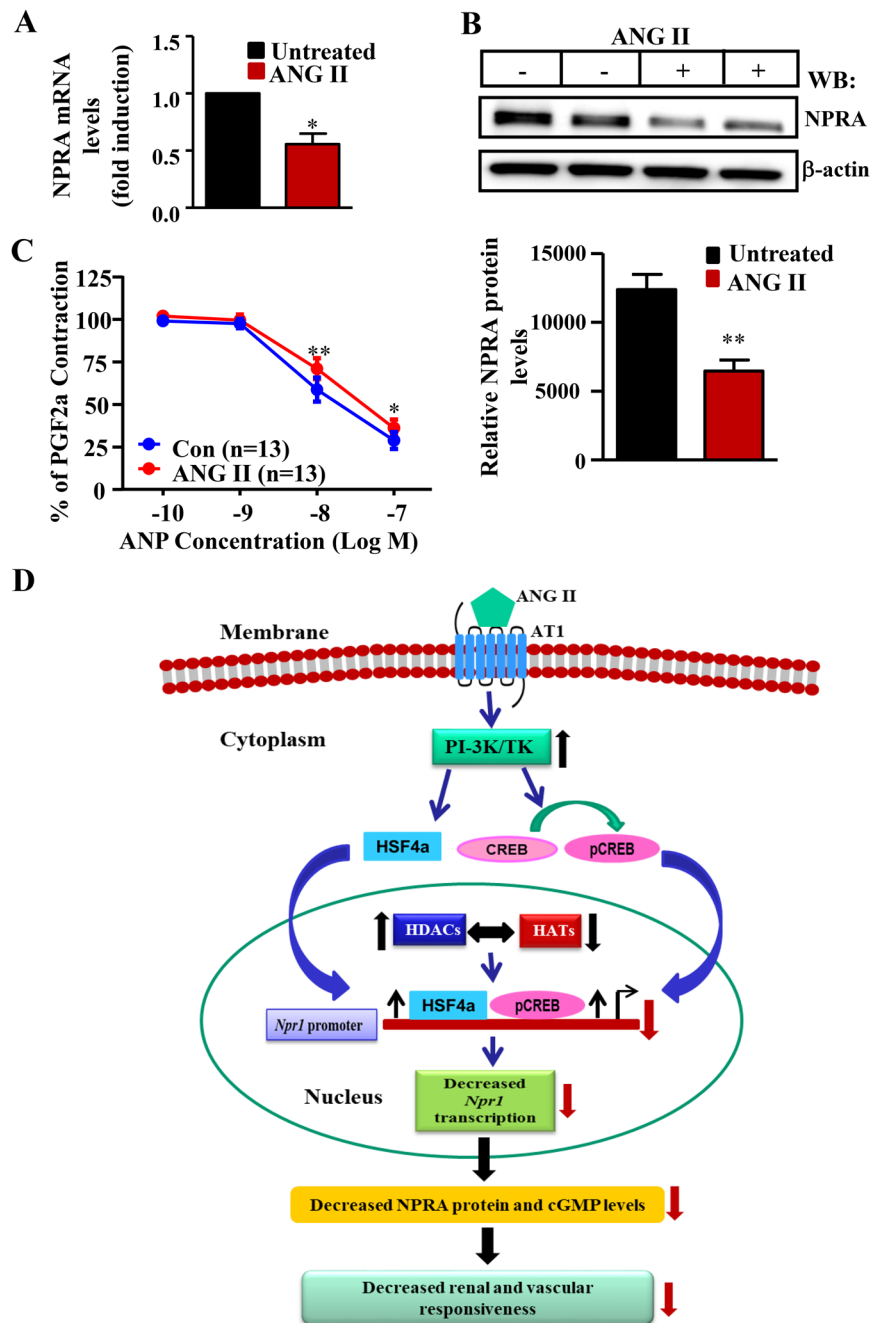 A
NPRA mRNA
levels
(fold induction)
1.0
0.5
0.0
Untreated
ANG II
*
B
ANG II
- - + +
WB:
NPRA
β-actin
Relative NPRA protein
levels
15000
10000
6000
0
Untreated
ANG II
**
C
% of PGF2a Contraction
125
100
75
50
25
0
**
*
Con (n=13)
ANG II (n=13)
-10 -9 -8 -7
ANP Concentration (Log M)
D
ANG II
AT1
Membrane
Cytoplasm
PI-3K/TK
HSF4a CREB pCREB
HDACs HATs
HSF4a pCREB
Npr1 promoter
Nucleus
Decreased
Npr1
transcription
Decreased NPRA protein and cGMP levels
Decreased renal and vascular
responsiveness